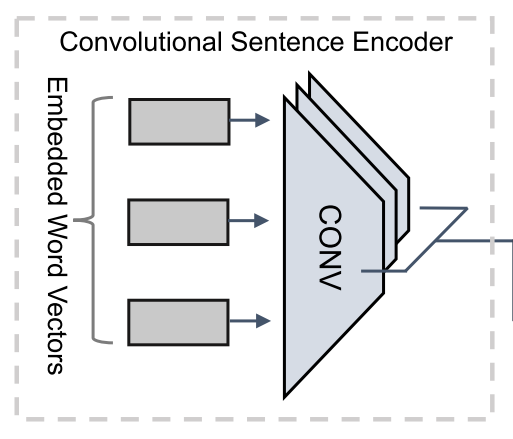 Convolutional Sentence Encoder
Embedded Word Vectors
CONV